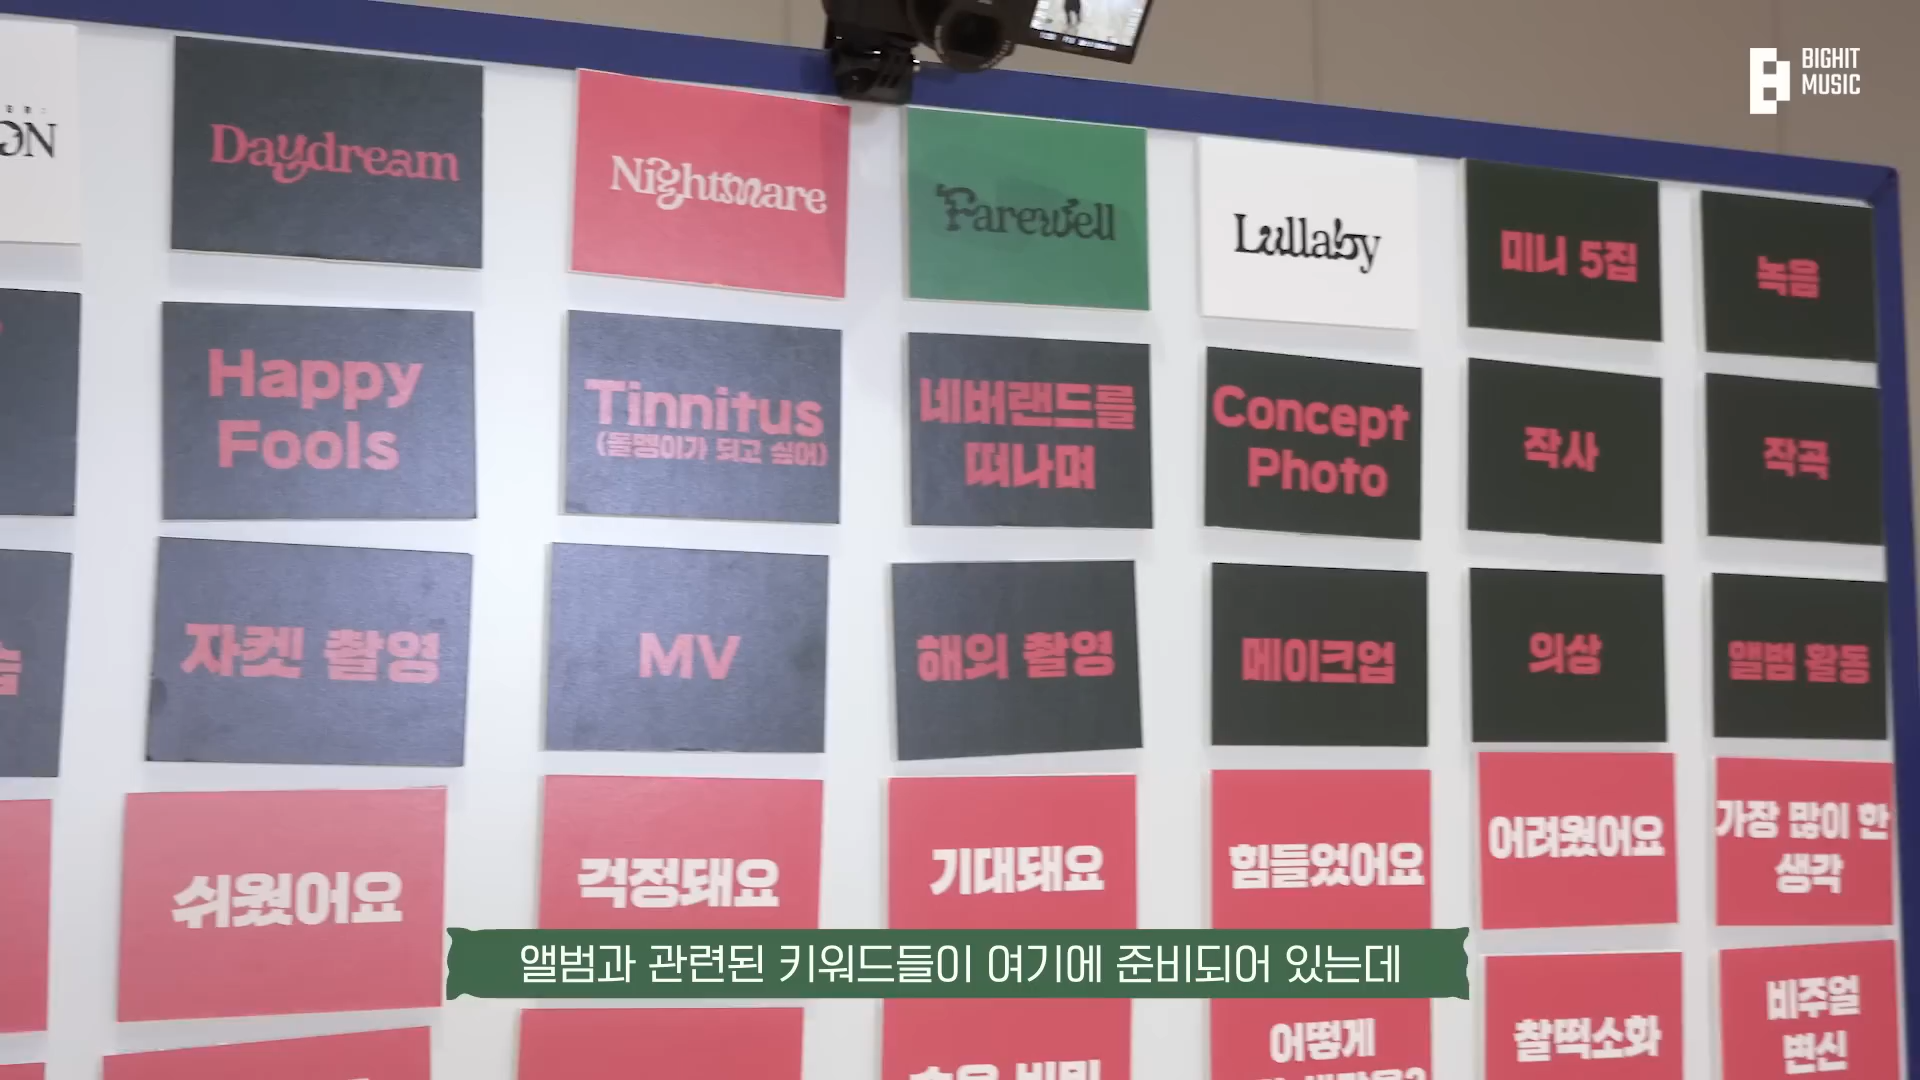 BIGHIT
MUSIC
Daydream
Nightmare
Farewell
Lullaby
미니 5집
녹음
Happy
Fools
Tinnitus
(돌멩이가 되고 싶어)
네버랜드를
떠나며
Concept
Photo
작사
작곡
자켓 촬영
MV
해외 촬영
메이크업
의상
앨범 활동
쉬웠어요
걱정돼요
기대돼요
힘들었어요
어려웠어요
가장 많이 한
생각
앨범과 관련된 키워드들이 여기에 준비되어 있는데
어떻게
찰떡소화
비주얼
변신